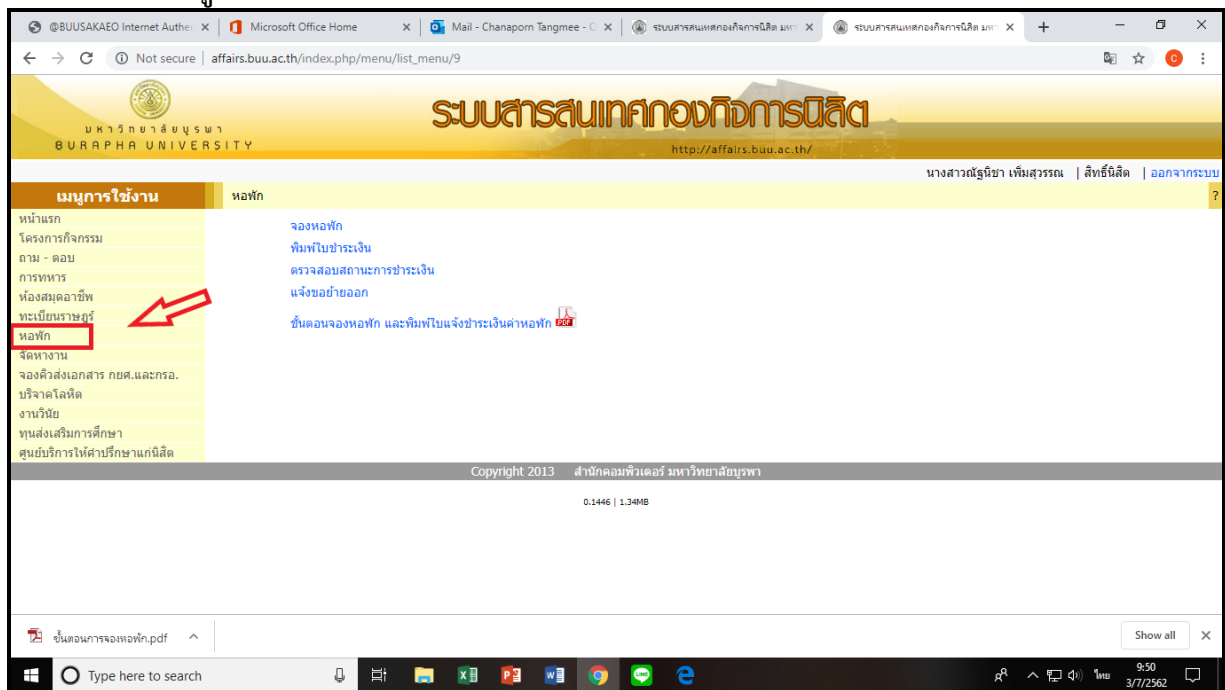 @BUUSAKAEO Internet Authe
Microsoft Office Home
Mail - Chanaporn Tangmee - O
ระบบสารสนเทศกองกิจการนิสิต มหา
ระบบสารสนเทศกองกิจการนิสิต มหา
Not secure | affairs.buu.ac.th/index.php/menu/list_menu/9
C
มหาวิทยาลัยบูรพา
BURAPHA UNIVERSITY
ระบบสารสนเทศกองกิจการนิสิต
http://affairs.buu.ac.th/
นางสาวณัฐนิชา เพิ่มสุวรรณ | สิทธิ์นิสิต | ออกจากระบบ
เมนูการใช้งาน
หอพัก
?
หน้าแรก
โครงการกิจกรรม
ถาม - ตอบ
การทหาร
ห้องสมุดอาชีพ
ทะเบียนราษฎร์
หอพัก
จัดหางาน
จองคิวส่งเอกสาร กยศ.และกรอ.
บริจาคโลหิต
งานวินัย
ทุนส่งเสริมการศึกษา
ศูนย์บริการให้คำปรึกษาแก่นิสิต
จองหอพัก
พิมพ์ใบชำระเงิน
ตรวจสอบสถานะการชำระเงิน
แจ้งขอย้ายออก
ขั้นตอนจองหอพัก และพิมพ์ใบแจ้งชำระเงินค่าหอพัก
PDF
Copyright 2013 สำนักคอมพิวเตอร์ มหาวิทยาลัยบูรพา
0.1446 | 1.34MB
ขั้นตอนการจองหอพัก.pdf
Show all
Type here to search
LINE
ไทย
9:50
3/7/2562